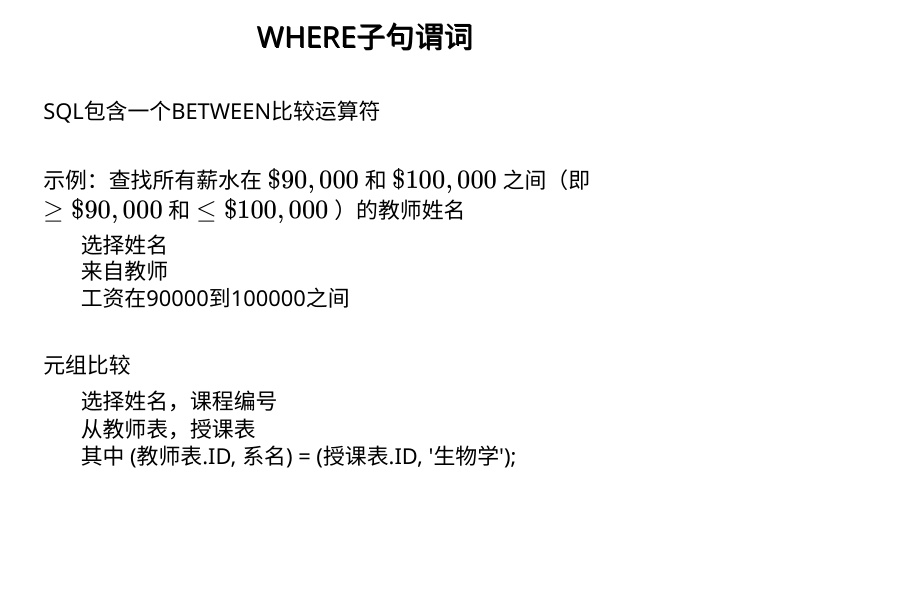 WHERE子句谓词
SQL包含一个BETWEEN比较运算符
示例：查找所有薪水在 $90,000 和 $100,000 之间（即
≥ $90,000 和 ≤ $100,000 ）的教师姓名
选择姓名
来自教师
工资在90000到100000之间
元组比较
选择姓名，课程编号
从教师表，授课表
其中 (教师表.ID, 系名) = (授课表.ID, '生物学');